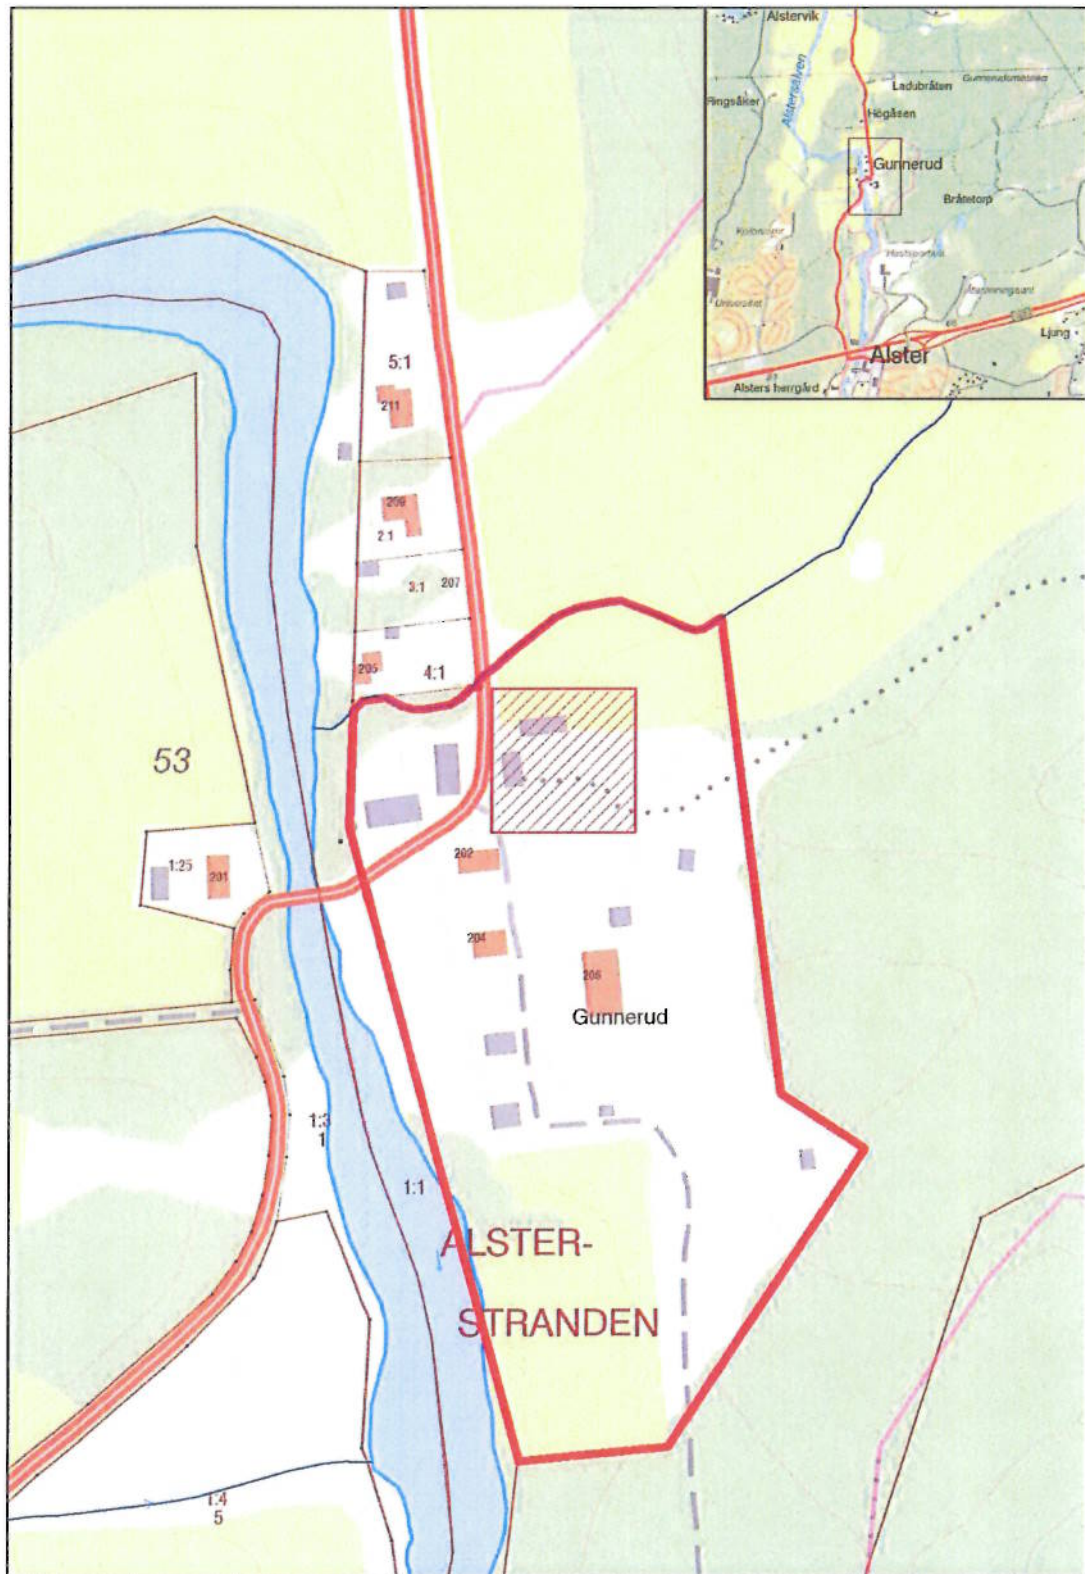 Alstervik
Ladubråten
Ringsåker
Högåsen
Alstersälven
Gunnerud
Bråtetorp
Universitet
Ljung
Alster
Alsters herrgård
5:1
211
209
2:1
3:1
207
205
4:1
53
1:25
201
202
204
206
Gunnerud
1:3
1
1:1
ALSTER-
STRANDEN
1:4
5